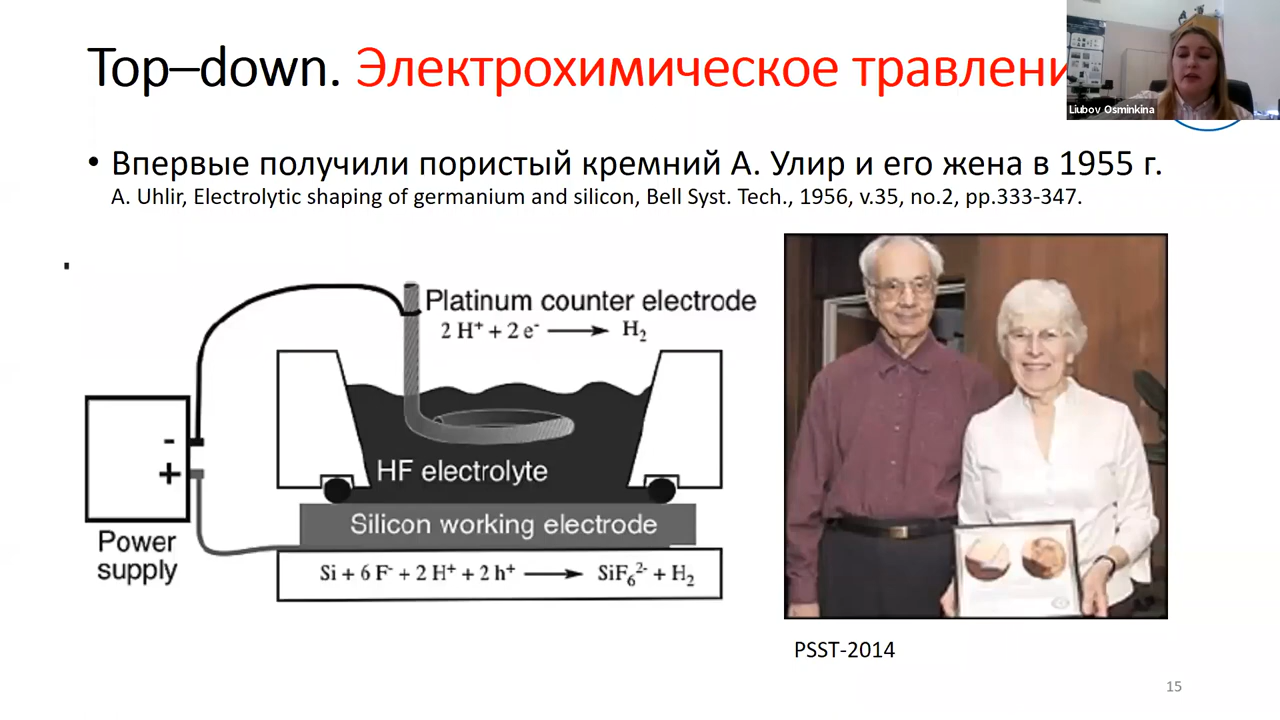 Top–down. Электрохимическое травлени
Liubov Osminkina
• Впервые получили пористый кремний А. Улир и его жена в 1955 г.
A. Uhlir, Electrolytic shaping of germanium and silicon, Bell Syst. Tech., 1956, v.35, no.2, pp.333-347.
Platinum counter electrode
2 H⁺ + 2 e⁻ → H₂
-
+
HF electrolyte
Silicon working electrode
Power
supply
Si + 6 F⁻ + 2 H⁺ + 2 h⁺ → SiF₆²⁻ + H₂
PSST-2014
15